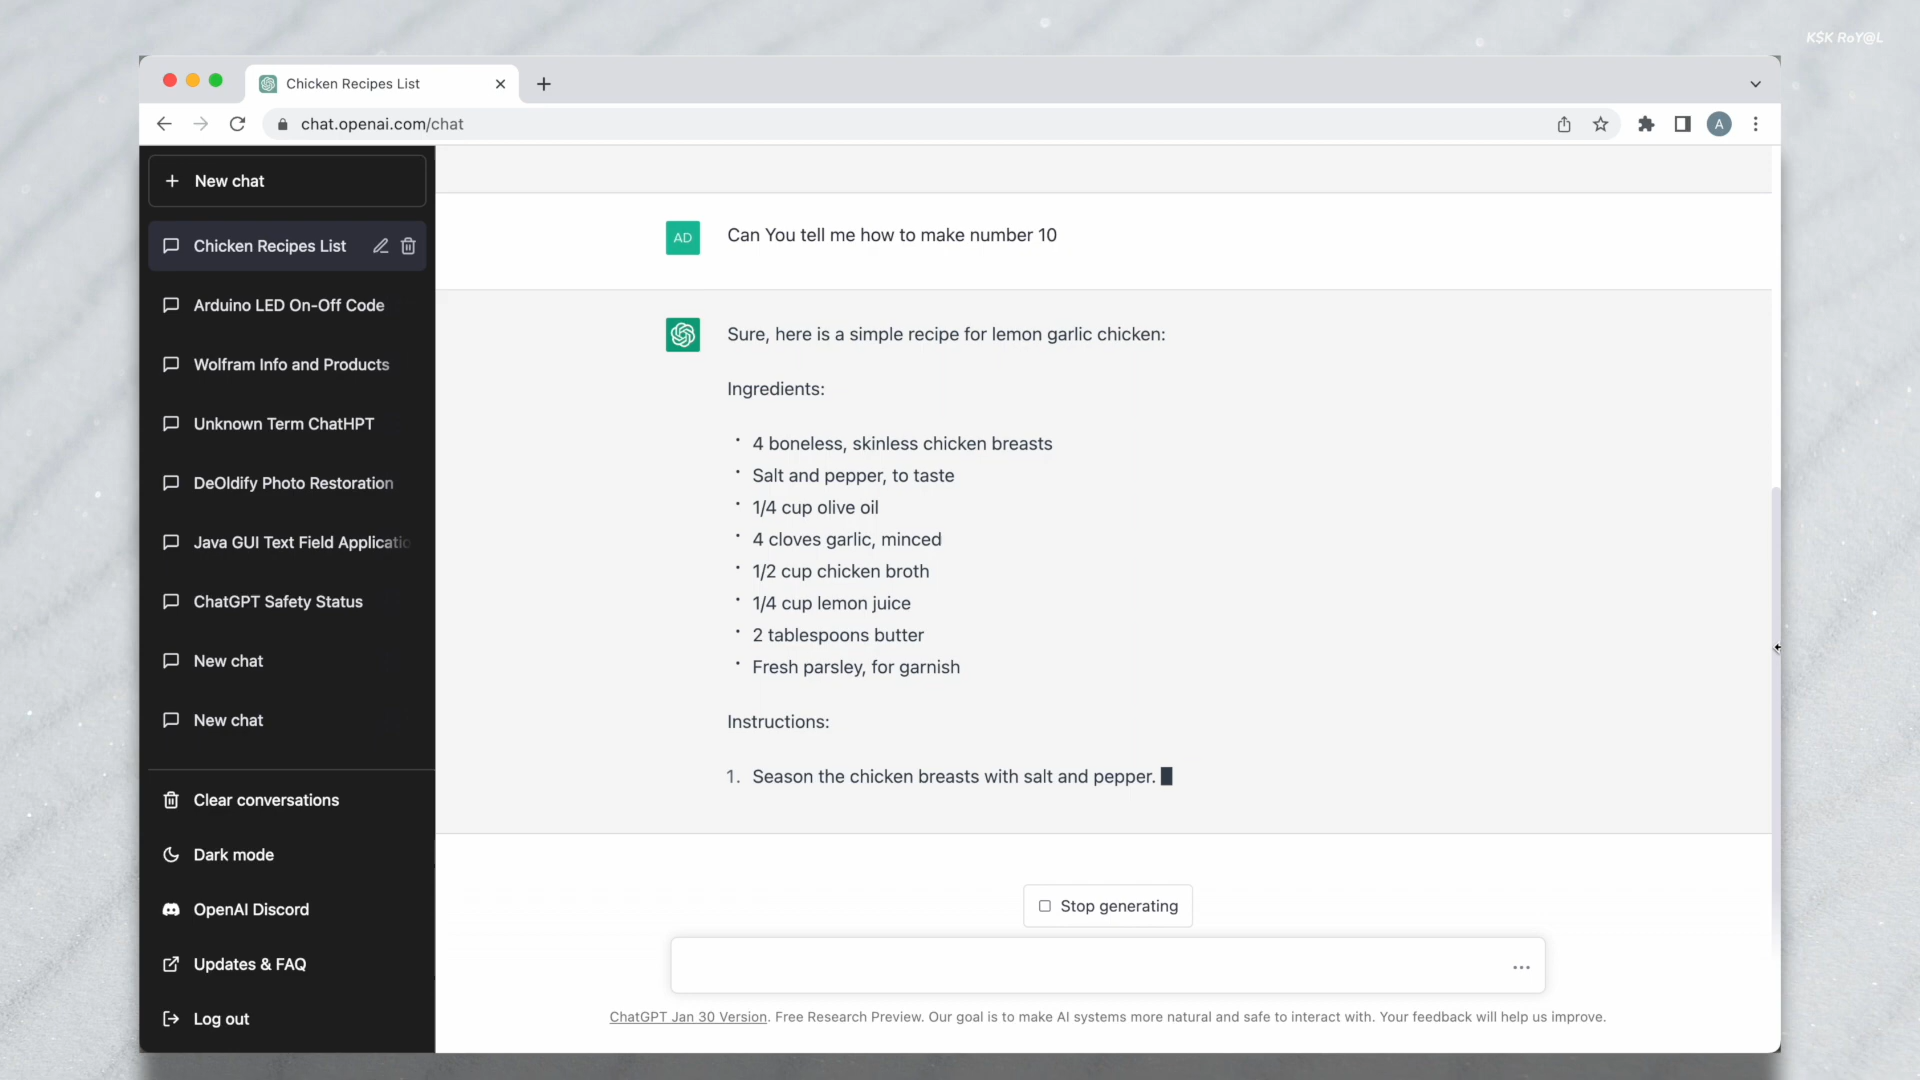 K$K RoY@L
Chicken Recipes List
chat.openai.com/chat
A
New chat
Chicken Recipes List
Arduino LED On-Off Code
Wolfram Info and Products
Unknown Term ChatHPT
DeOldify Photo Restoration
Java GUI Text Field Applicatio
ChatGPT Safety Status
New chat
New chat
Clear conversations
Dark mode
OpenAI Discord
Updates & FAQ
Log out
AD
Can You tell me how to make number 10
Sure, here is a simple recipe for lemon garlic chicken:
Ingredients:
4 boneless, skinless chicken breasts
Salt and pepper, to taste
1/4 cup olive oil
4 cloves garlic, minced
1/2 cup chicken broth
1/4 cup lemon juice
2 tablespoons butter
Fresh parsley, for garnish
Instructions:
1. Season the chicken breasts with salt and pepper.
Stop generating
ChatGPT Jan 30 Version. Free Research Preview. Our goal is to make AI systems more natural and safe to interact with. Your feedback will help us improve.